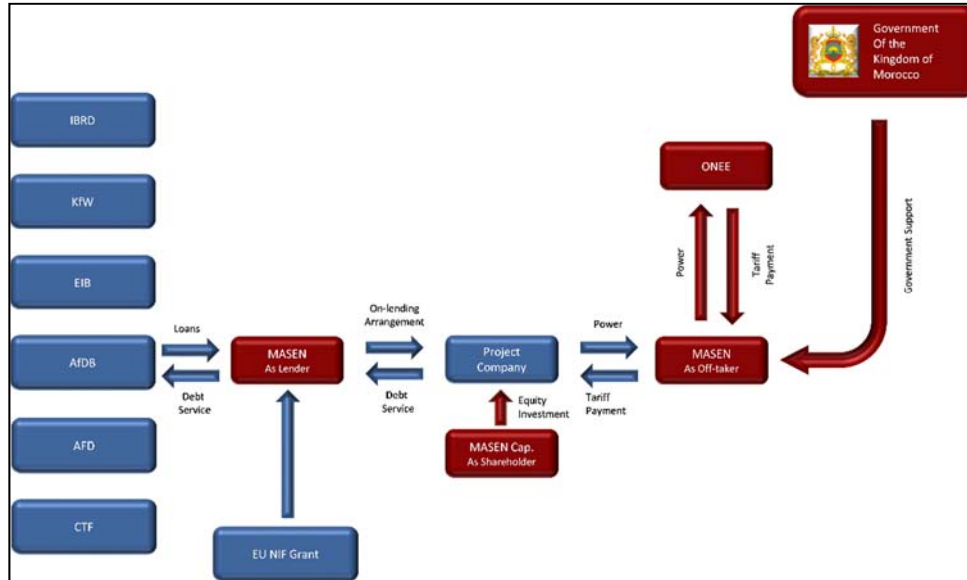 Government
Of the
Kingdom of
Morocco
IBRD
ONEE
KfW
Power
Tariff
Payment
Government Support
EIB
On-lending
Arrangement
Loans
Power
AfDB
MASEN
As Lender
Project
Company
MASEN
As Off-taker
Debt
Service
Debt
Service
Equity
Investment
Tariff
Payment
AFD
MASEN Cap.
As Shareholder
CTF
EU NIF Grant